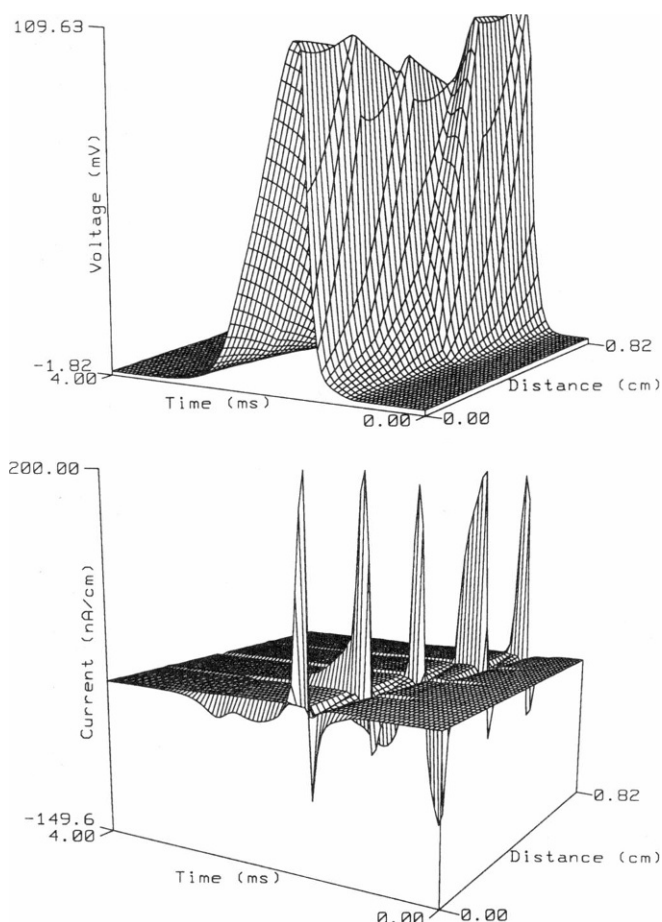 109.63
Voltage (mV)
-1.82
4.00
Time (ms)
0.00
0.00
Distance (cm)
0.82
200.00
Current (nA/cm)
-149.6
4.00
Time (ms)
0.00
0.00
Distance (cm)
0.82